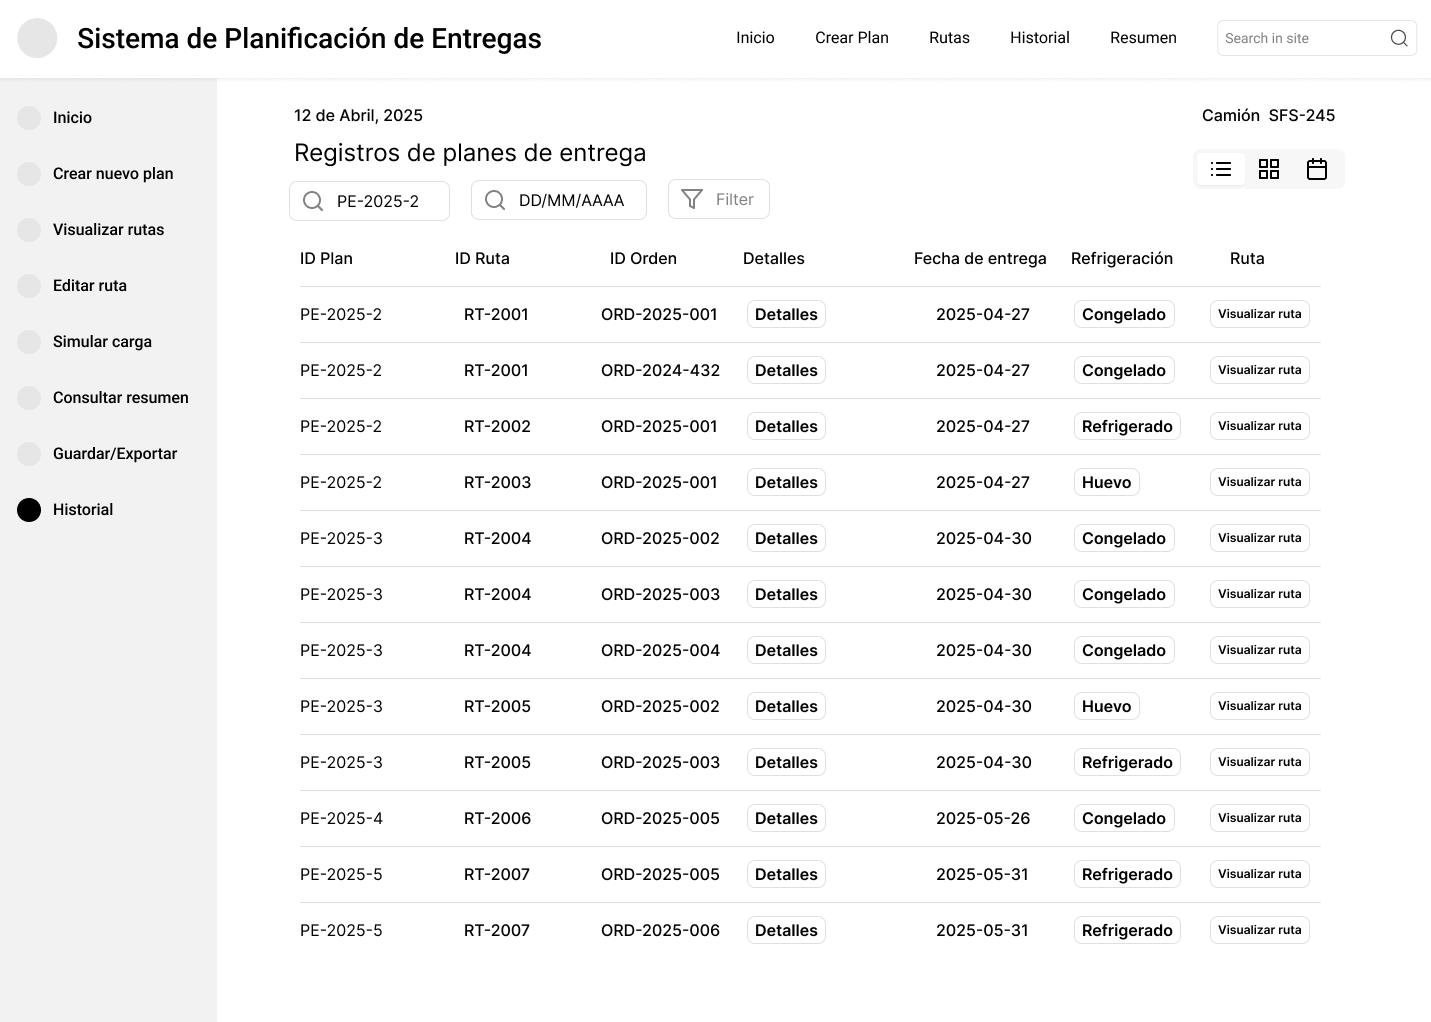 Sistema de Planificación de Entregas
Inicio Crear Plan Rutas Historial Resumen Search in site
Inicio
Crear nuevo plan
Visualizar rutas
Editar ruta
Simular carga
Consultar resumen
Guardar/Exportar
Historial
12 de Abril, 2025 Camión SFS-245
Registros de planes de entrega
PE-2025-2 DD/MM/AAAA Filter
ID Plan ID Ruta ID Orden Detalles Fecha de entrega Refrigeración Ruta
PE-2025-2 RT-2001 ORD-2025-001 Detalles 2025-04-27 Congelado Visualizar ruta
PE-2025-2 RT-2001 ORD-2024-432 Detalles 2025-04-27 Congelado Visualizar ruta
PE-2025-2 RT-2002 ORD-2025-001 Detalles 2025-04-27 Refrigerado Visualizar ruta
PE-2025-2 RT-2003 ORD-2025-001 Detalles 2025-04-27 Huevo Visualizar ruta
PE-2025-3 RT-2004 ORD-2025-002 Detalles 2025-04-30 Congelado Visualizar ruta
PE-2025-3 RT-2004 ORD-2025-003 Detalles 2025-04-30 Congelado Visualizar ruta
PE-2025-3 RT-2004 ORD-2025-004 Detalles 2025-04-30 Congelado Visualizar ruta
PE-2025-3 RT-2005 ORD-2025-002 Detalles 2025-04-30 Huevo Visualizar ruta
PE-2025-3 RT-2005 ORD-2025-003 Detalles 2025-04-30 Refrigerado Visualizar ruta
PE-2025-4 RT-2006 ORD-2025-005 Detalles 2025-05-26 Congelado Visualizar ruta
PE-2025-5 RT-2007 ORD-2025-005 Detalles 2025-05-31 Refrigerado Visualizar ruta
PE-2025-5 RT-2007 ORD-2025-006 Detalles 2025-05-31 Refrigerado Visualizar ruta